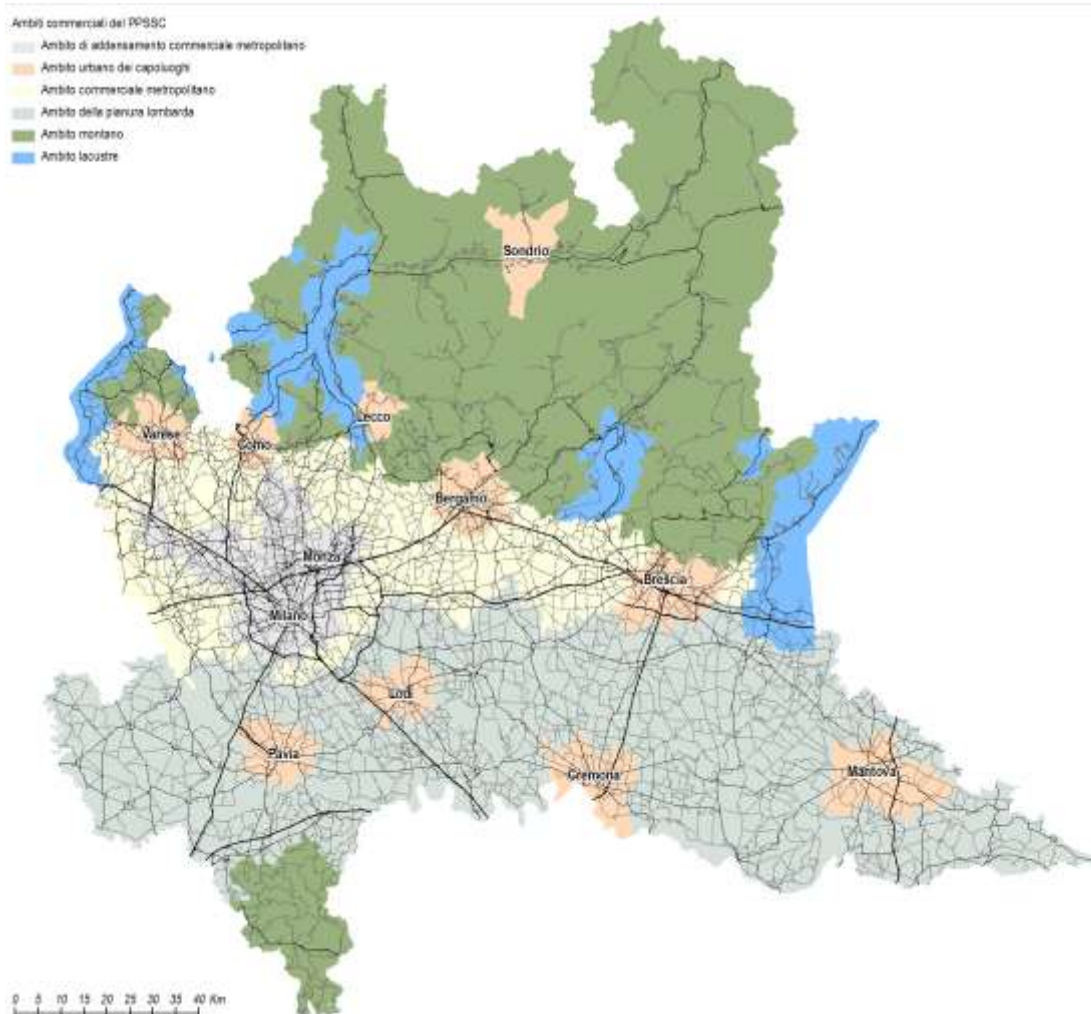 Ambiti commerciali del PPSSC
Ambito di addensamento commerciale metropolitano
Ambito urbano dei capoluoghi
Ambito commerciale metropolitano
Ambito della pianura lombarda
Ambito montano
Ambito lacustre
Sondrio
Lecco
Varese
Como
Bergamo
Monza
Brescia
Milano
Lodi
Pavia
Cremona
Mantova
0 5 10 15 20 25 30 35 40 Km